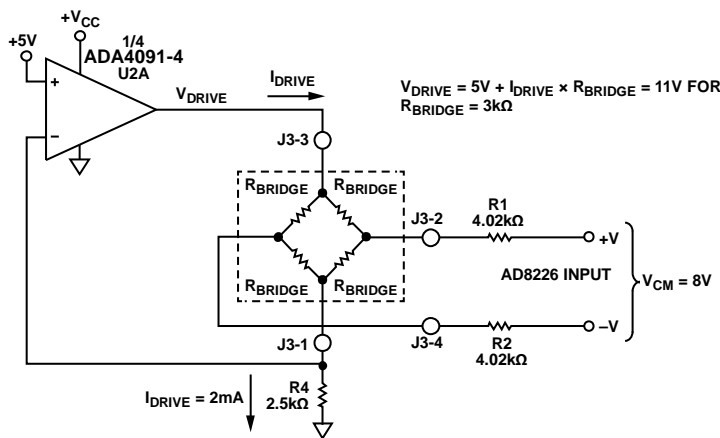 +VCC
+5V
1/4
ADA4091-4
U2A
+
−
VDRIVE
IDRIVE
VDRIVE = 5V + IDRIVE × RBRIDGE = 11V FOR
RBRIDGE = 3kΩ
J3-3
RBRIDGE RBRIDGE
J3-2
R1
4.02kΩ
+V
AD8226 INPUT
VCM = 8V
RBRIDGE RBRIDGE
J3-1
J3-4
R2
4.02kΩ
−V
IDRIVE = 2mA
R4
2.5kΩ